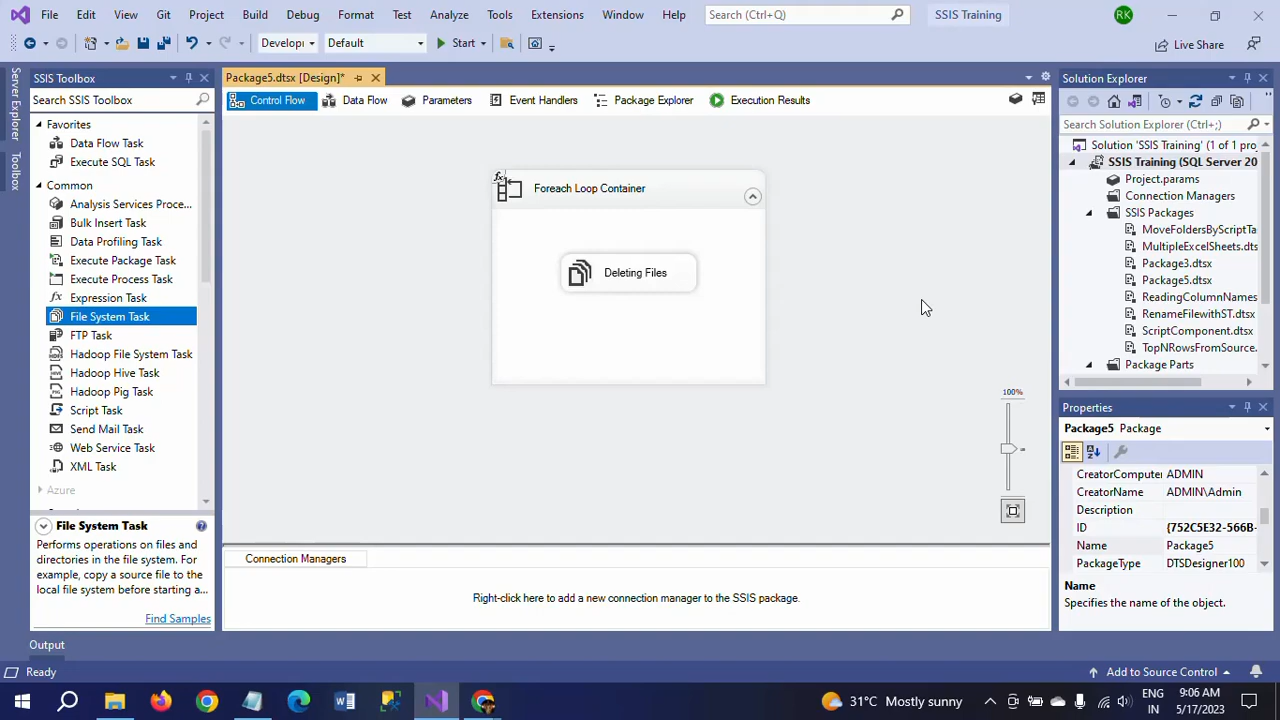 File Edit View Git Project Build Debug Format Test Analyze Tools Extensions Window Help Search (Ctrl+Q) SSIS Training RK
Developi Default Start Live Share
Server Explorer
Toolbox
SSIS Toolbox
Search SSIS Toolbox
Favorites
Data Flow Task
Execute SQL Task
Common
Analysis Services Proce...
Bulk Insert Task
Data Profiling Task
Execute Package Task
Execute Process Task
Expression Task
File System Task
FTP Task
Hadoop File System Task
Hadoop Hive Task
Hadoop Pig Task
Script Task
Send Mail Task
Web Service Task
XML Task
Azure
File System Task
Performs operations on files and
directories in the file system. For
example, copy a source file to the
local file system before starting a...
Find Samples
Package5.dtsx [Design]*
Control Flow Data Flow Parameters Event Handlers Package Explorer Execution Results
fx
Foreach Loop Container
Deleting Files
100%
Connection Managers
Right-click here to add a new connection manager to the SSIS package.
Solution Explorer
Search Solution Explorer (Ctrl+;)
Solution 'SSIS Training' (1 of 1 proj
SSIS Training (SQL Server 20
Project.params
Connection Managers
SSIS Packages
MoveFoldersByScriptTa
MultipleExcelSheets.dts
Package3.dtsx
Package5.dtsx
ReadingColumnNames
RenameFilewithST.dtsx
ScriptComponent.dtsx
TopNRowsFromSource.
Package Parts
Properties
Package5 Package
CreatorComputer ADMIN
CreatorName ADMIN\Admin
Description
ID {752C5E32-566B-
Name Package5
PackageType DTSDesigner100
Name
Specifies the name of the object.
Output
Ready Add to Source Control
31°C Mostly sunny ENG IN 9:06 AM 5/17/2023